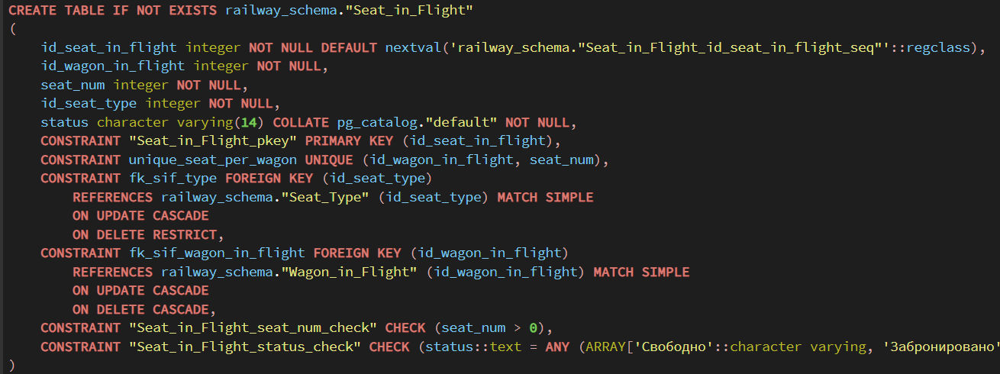 CREATE TABLE IF NOT EXISTS railway_schema."Seat_in_Flight"
(
    id_seat_in_flight integer NOT NULL DEFAULT nextval('railway_schema."Seat_in_Flight_id_seat_in_flight_seq"'::regclass),
    id_wagon_in_flight integer NOT NULL,
    seat_num integer NOT NULL,
    id_seat_type integer NOT NULL,
    status character varying(14) COLLATE pg_catalog."default" NOT NULL,
    CONSTRAINT "Seat_in_Flight_pkey" PRIMARY KEY (id_seat_in_flight),
    CONSTRAINT unique_seat_per_wagon UNIQUE (id_wagon_in_flight, seat_num),
    CONSTRAINT fk_sif_type FOREIGN KEY (id_seat_type)
        REFERENCES railway_schema."Seat_Type" (id_seat_type) MATCH SIMPLE
        ON UPDATE CASCADE
        ON DELETE RESTRICT,
    CONSTRAINT fk_sif_wagon_in_flight FOREIGN KEY (id_wagon_in_flight)
        REFERENCES railway_schema."Wagon_in_Flight" (id_wagon_in_flight) MATCH SIMPLE
        ON UPDATE CASCADE
        ON DELETE CASCADE,
    CONSTRAINT "Seat_in_Flight_seat_num_check" CHECK (seat_num > 0),
    CONSTRAINT "Seat_in_Flight_status_check" CHECK (status::text = ANY (ARRAY['Свободно'::character varying, 'Забронировано'
)